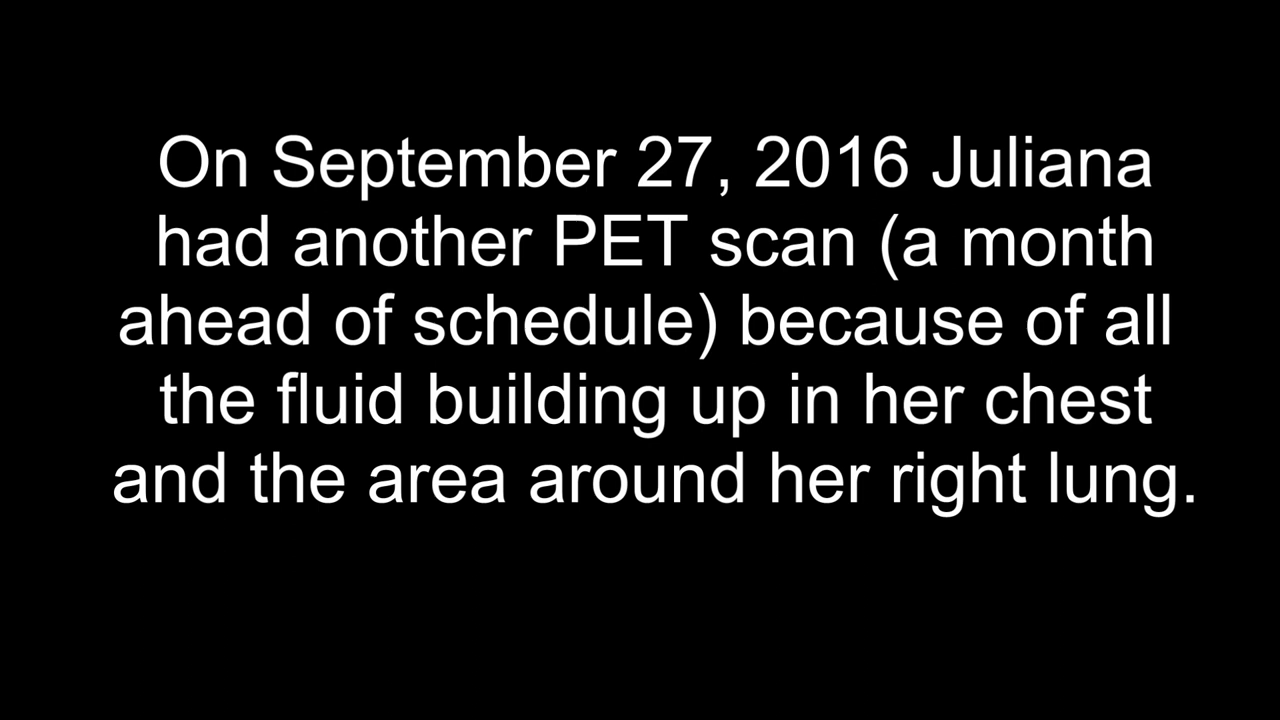 On September 27, 2016 Juliana
had another PET scan (a month
ahead of schedule) because of all
the fluid building up in her chest
and the area around her right lung.